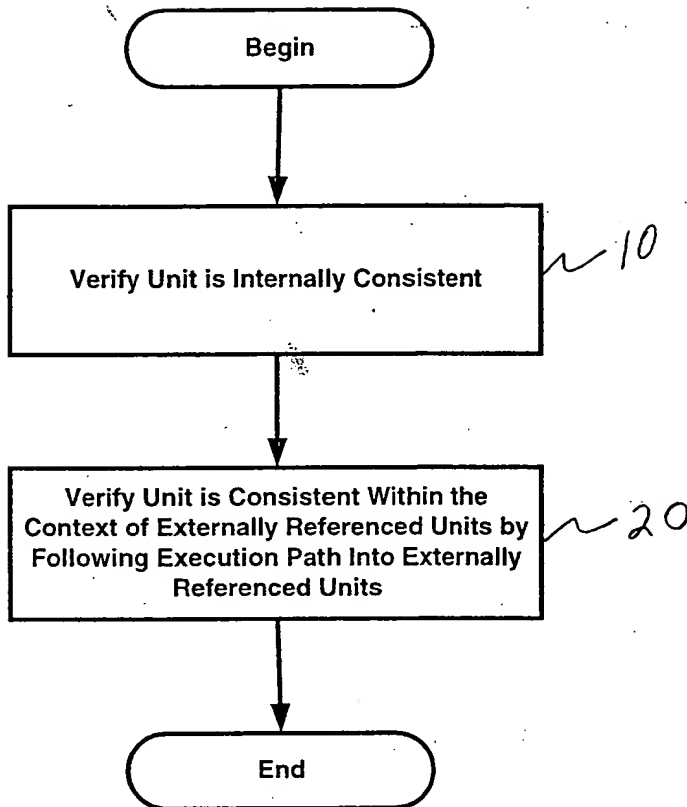 Begin
Verify Unit is Internally Consistent
10
Verify Unit is Consistent Within the
Context of Externally Referenced Units by
Following Execution Path Into Externally
Referenced Units
20
End